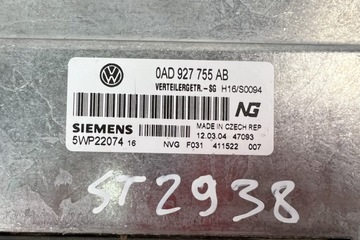 0AD 927 755 AB
VERTEILERGETR.-SG H16/S0094
NG
MADE IN CZECH REP
SIEMENS 12.03.04 47093
5WP22074 16 NVG F031 411522 007
ST2938